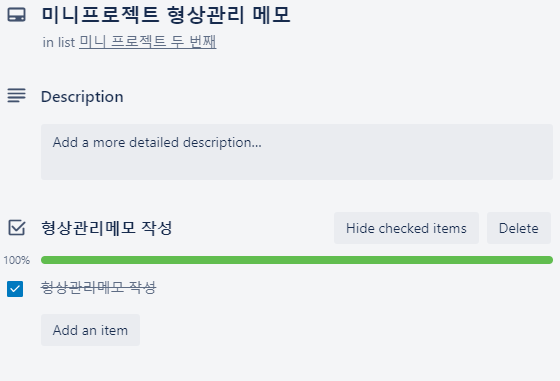 미니프로젝트 형상관리 메모
in list 미니 프로젝트 두 번째
Description
Add a more detailed description...
형상관리메모 작성
Hide checked items
Delete
100%
형상관리메모 작성
Add an item